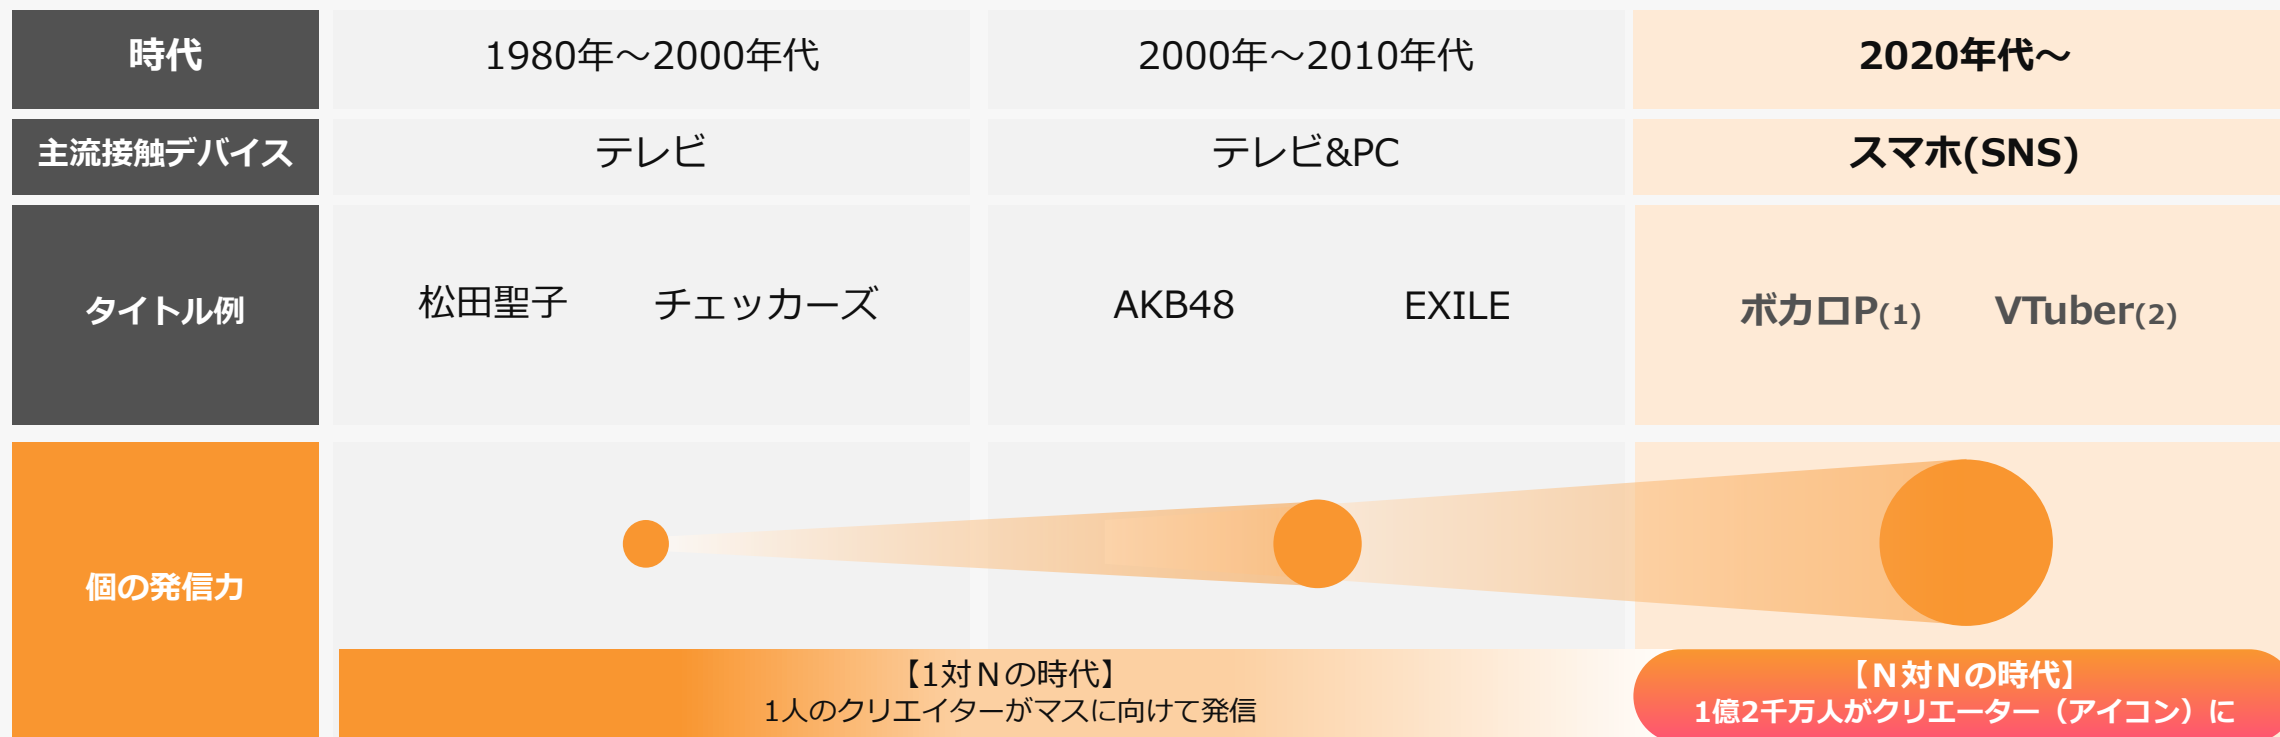 時代
1980年～2000年代
2000年～2010年代
2020年代～
主流接触デバイス
テレビ
テレビ&PC
スマホ(SNS)
タイトル例
松田聖子
チェッカーズ
AKB48
EXILE
ボカロP(1)
VTuber(2)
個の発信力
【1対Ｎの時代】
1人のクリエイターがマスに向けて発信
【Ｎ対Ｎの時代】
1億2千万人がクリエーター（アイコン）に